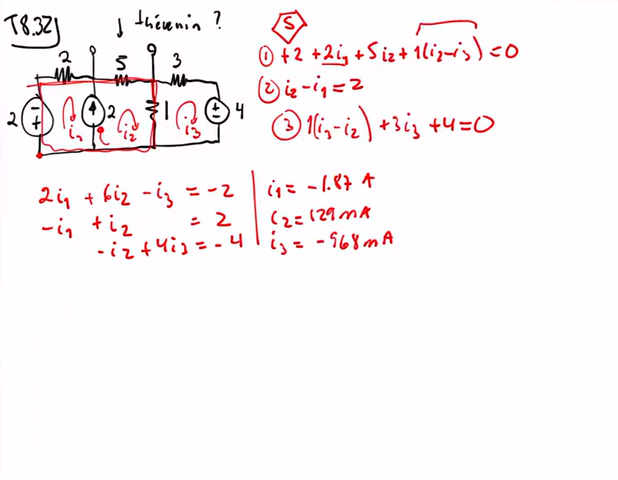 T8.32
↓ thévenin ?
5
2 5 3
2 2 1 4
i₁ i₂ i₃
① +2 + 2i₁ + 5i₂ + 1(i₂-i₃) = 0
② i₂ - i₁ = 2
③ 1(i₃-i₂) + 3i₃ + 4 = 0
2i₁ + 6i₂ - i₃ = -2
-i₁ + i₂ = 2
-i₂ + 4i₃ = -4
i₁ = -1.87 A
i₂ = 129 mA
i₃ = -968 mA